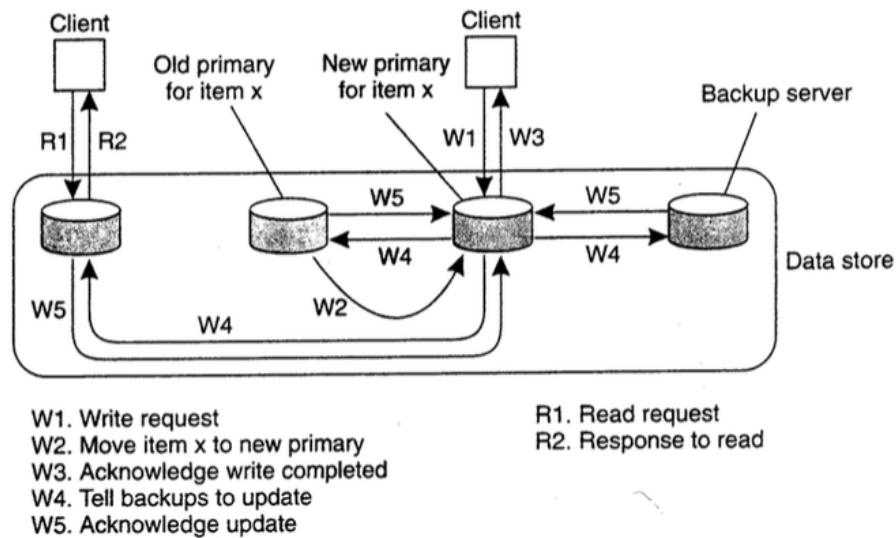 Client
Client
Old primary
for item x
New primary
for item x
Backup server
R1
R2
W1
W3
W5
W5
W4
W4
Data store
W5
W4
W2
W1. Write request
W2. Move item x to new primary
W3. Acknowledge write completed
W4. Tell backups to update
W5. Acknowledge update
R1. Read request
R2. Response to read